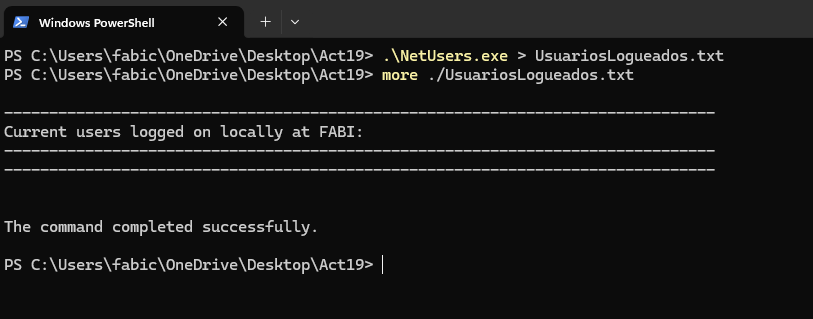 Windows PowerShell
PS C:\Users\fabic\OneDrive\Desktop\Act19> .\NetUsers.exe > UsuariosLogueados.txt
PS C:\Users\fabic\OneDrive\Desktop\Act19> more ./UsuariosLogueados.txt
-------------------------------------------------------------------------------
Current users logged on locally at FABI:
-------------------------------------------------------------------------------
-------------------------------------------------------------------------------
The command completed successfully.
PS C:\Users\fabic\OneDrive\Desktop\Act19>